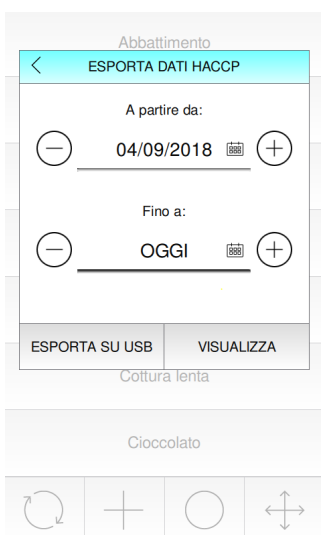 Abbattimento
ESPORTA DATI HACCP
A partire da:
04/09/2018
Fino a:
OGGI
ESPORTA SU USB VISUALIZZA
Cottura lenta
Cioccolato